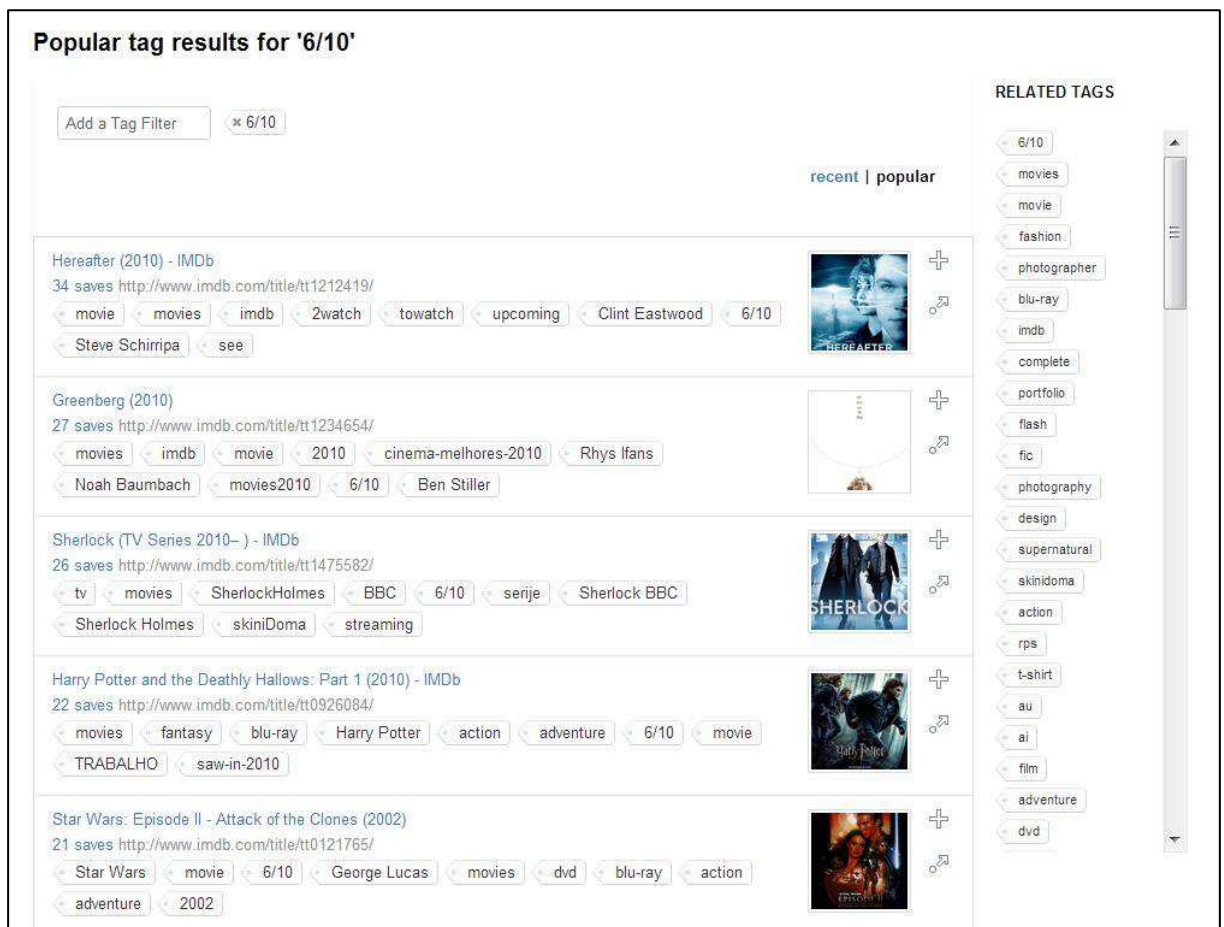 Popular tag results for '6/10'
Add a Tag Filter
× 6/10
recent | popular
Hereafter (2010) - IMDb
34 saves http://www.imdb.com/title/tt1212419/
movie movies imdb 2watch towatch upcoming Clint Eastwood 6/10
Steve Schirripa see
HEREAFTER
Greenberg (2010)
27 saves http://www.imdb.com/title/tt1234654/
movies imdb movie 2010 cinema-melhores-2010 Rhys Ifans
Noah Baumbach movies2010 6/10 Ben Stiller
Sherlock (TV Series 2010– ) - IMDb
26 saves http://www.imdb.com/title/tt1475582/
tv movies SherlockHolmes BBC 6/10 serije Sherlock BBC
Sherlock Holmes skiniDoma streaming
SHERLOCK
Harry Potter and the Deathly Hallows: Part 1 (2010) - IMDb
22 saves http://www.imdb.com/title/tt0926084/
movies fantasy blu-ray Harry Potter action adventure 6/10 movie
TRABALHO saw-in-2010
Harry Potter
Star Wars: Episode II - Attack of the Clones (2002)
21 saves http://www.imdb.com/title/tt0121765/
Star Wars movie 6/10 George Lucas movies dvd blu-ray action
adventure 2002
EPISODE II
RELATED TAGS
6/10
movies
movie
fashion
photographer
blu-ray
imdb
complete
portfolio
flash
fic
photography
design
supernatural
skinidoma
action
rps
t-shirt
au
ai
film
adventure
dvd